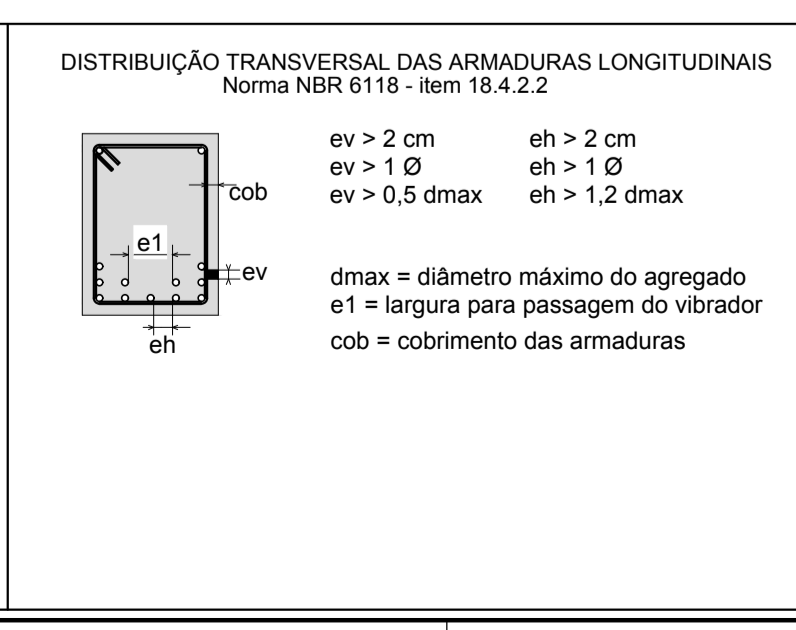 DISTRIBUIÇÃO TRANSVERSAL DAS ARMADURAS LONGITUDINAIS
Norma NBR 6118 - item 18.4.2.2
ev > 2 cm eh > 2 cm
ev > 1 Ø eh > 1 Ø
ev > 0,5 dmax eh > 1,2 dmax
cob
e1
ev
eh
dmax = diâmetro máximo do agregado
e1 = largura para passagem do vibrador
cob = cobrimento das armaduras